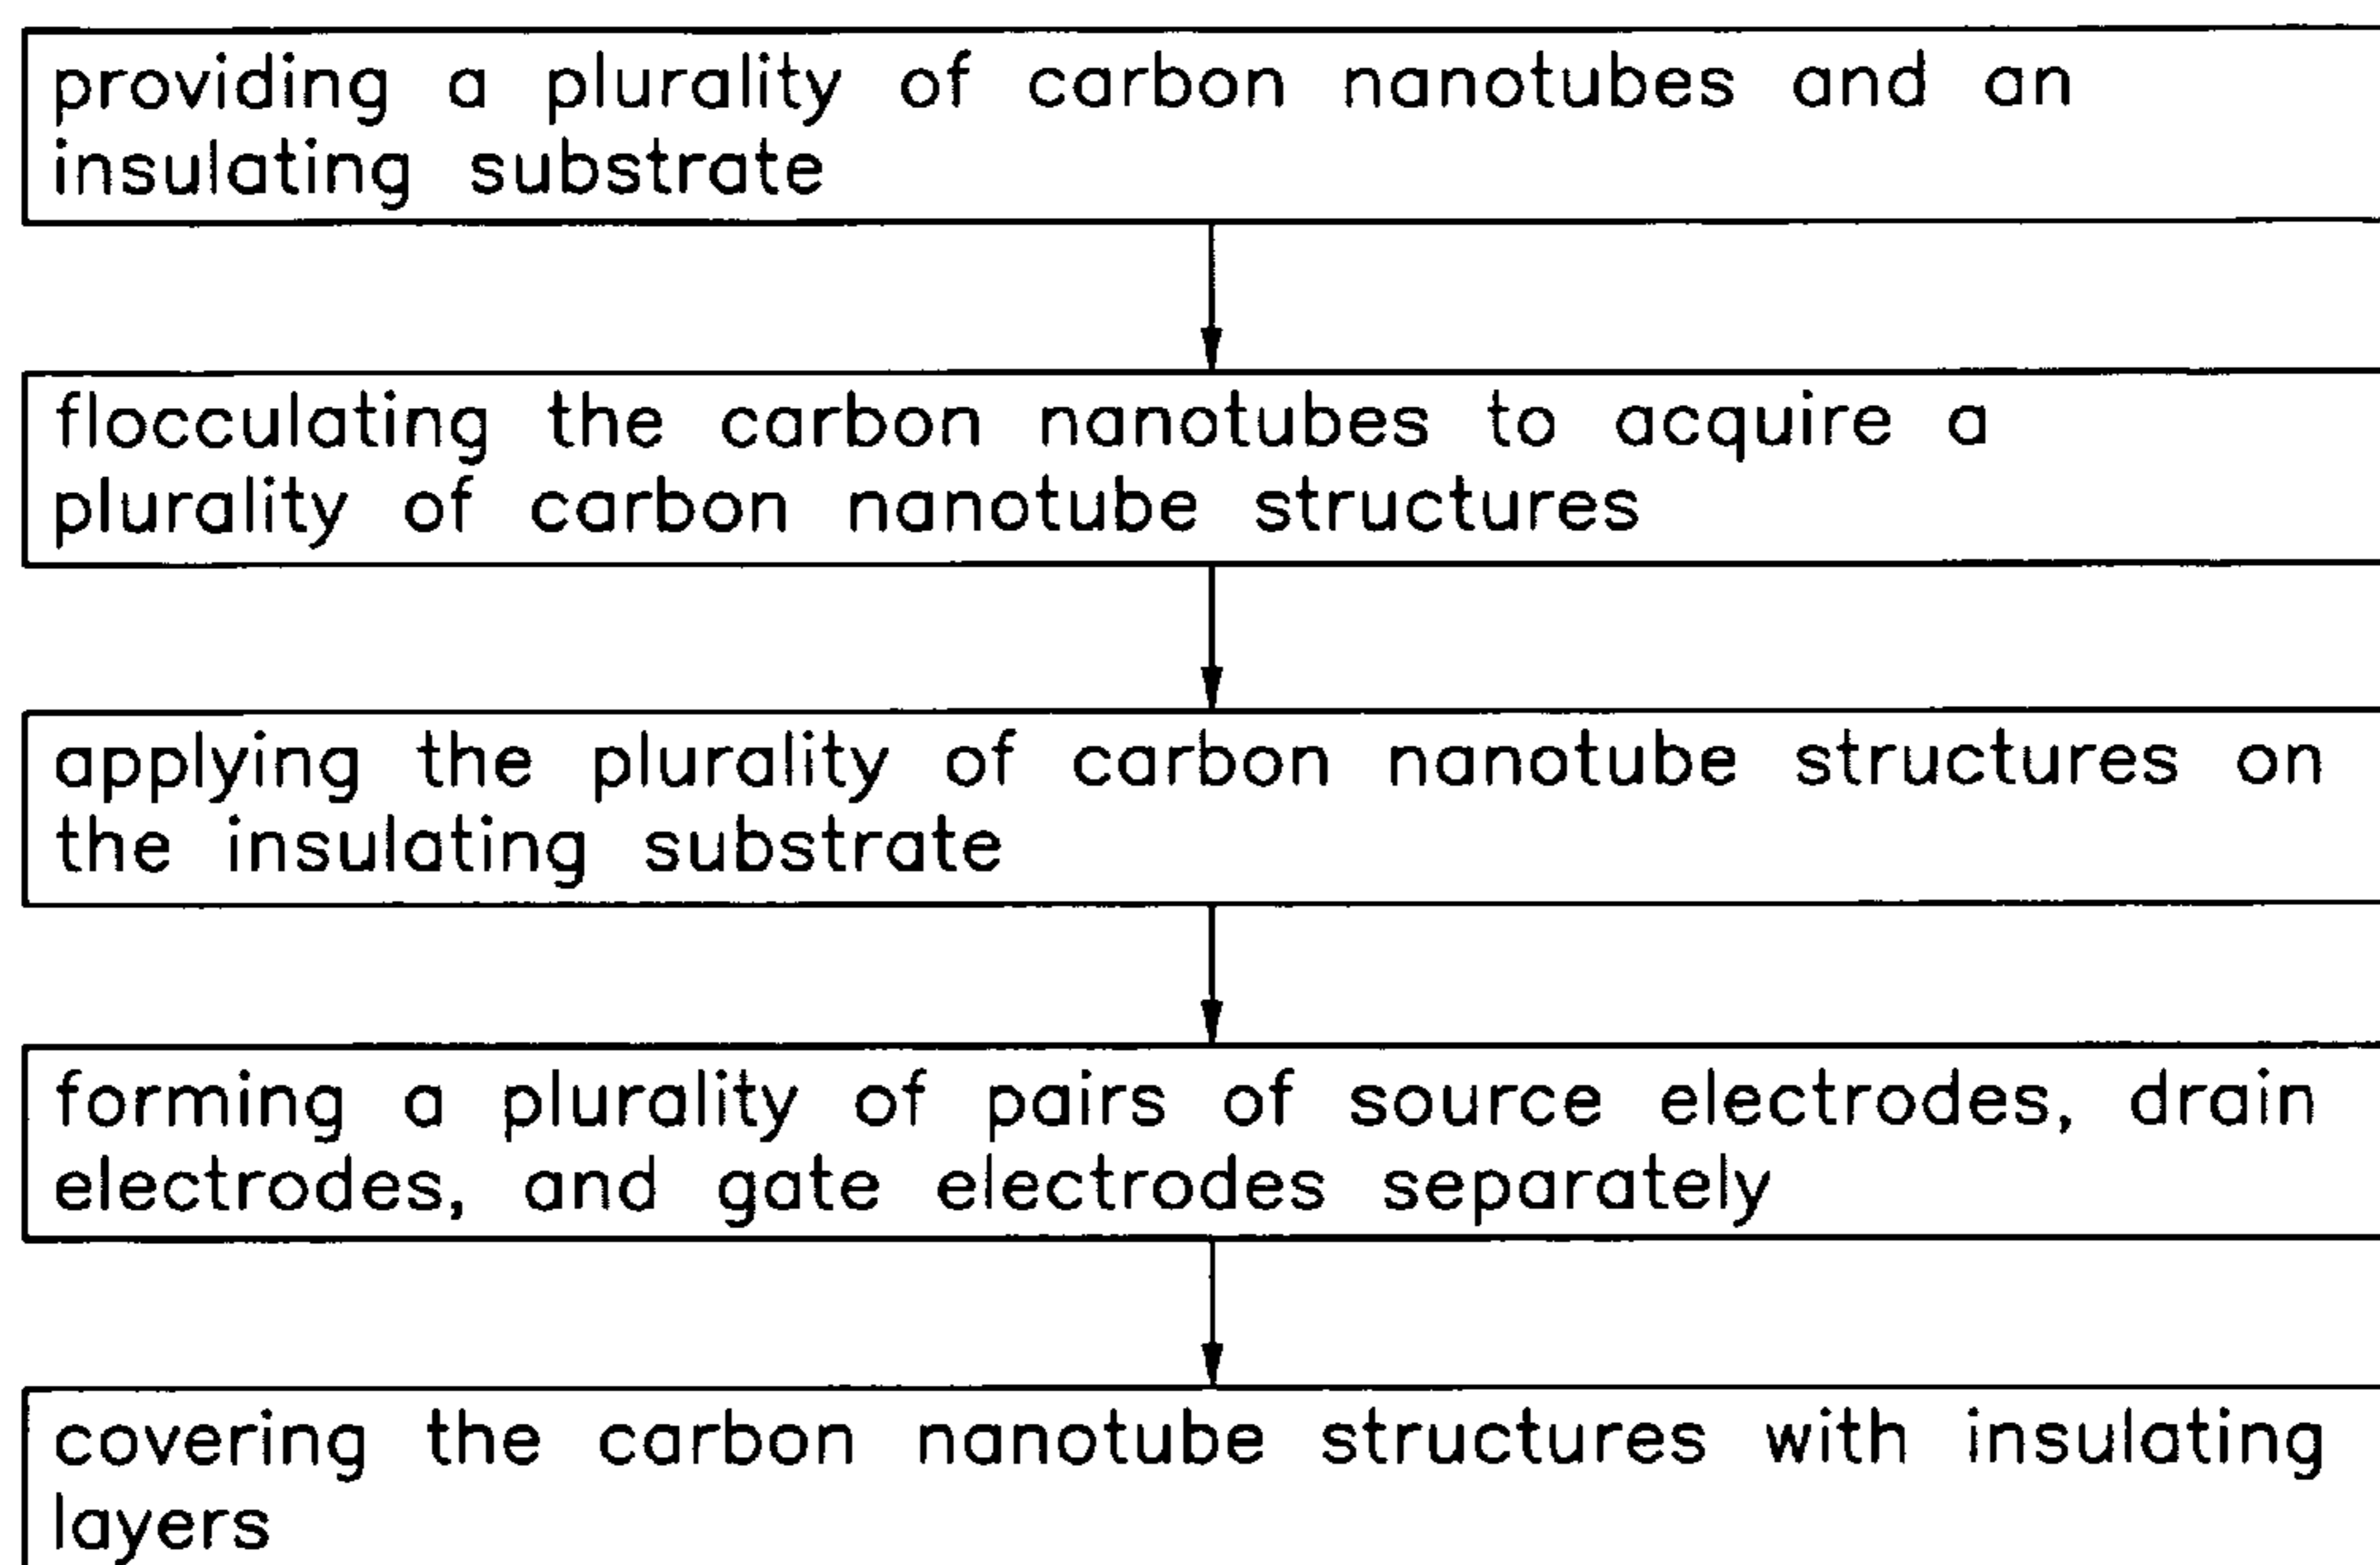 providing a plurality of carbon nanotubes and an
insulating substrate
flocculating the carbon nanotubes to acquire a
plurality of carbon nanotube structures
applying the plurality of carbon nanotube structures on
the insulating substrate
forming a plurality of pairs of source electrodes, drain
electrodes, and gate electrodes separately
covering the carbon nanotube structures with insulating
layers